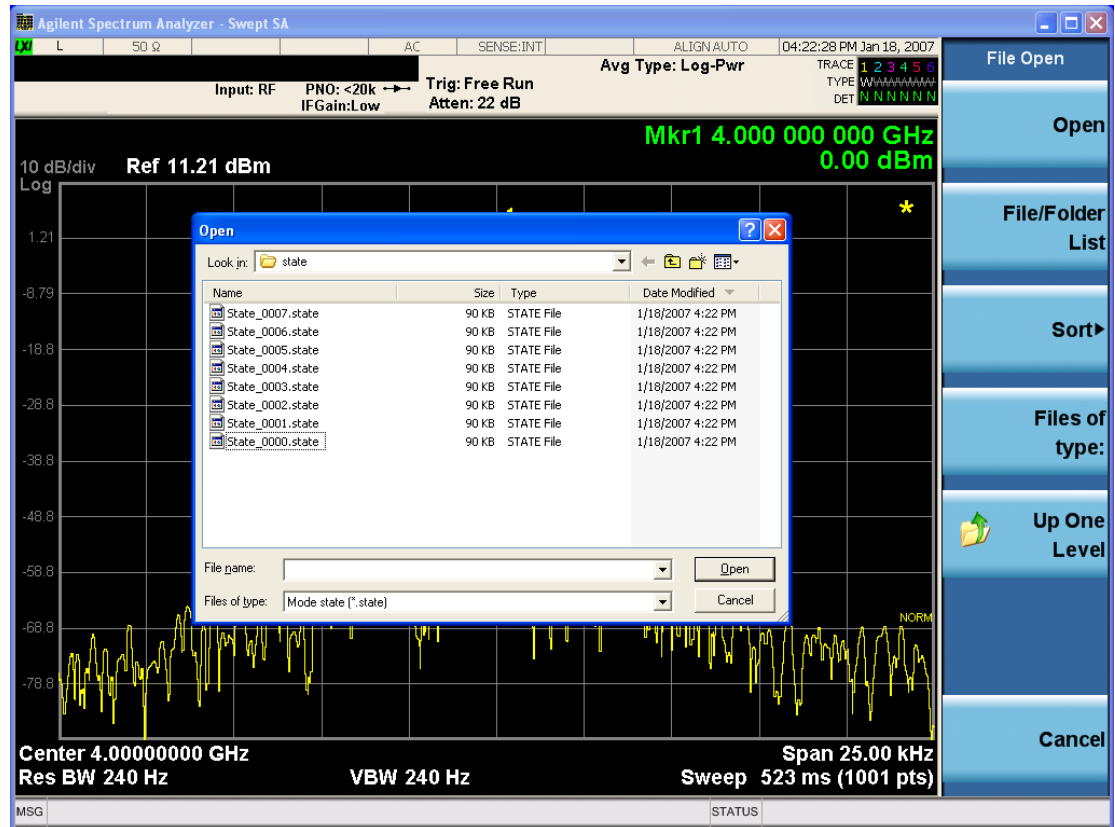 Agilent Spectrum Analyzer - Swept SA
LXI L 50 Ω AC SENSE:INT ALIGN AUTO 04:22:28 PM Jan 18, 2007
Input: RF PNO: <20k Trig: Free Run Avg Type: Log-Pwr TRACE 1 2 3 4 5 6
IFGain:Low Atten: 22 dB TYPE WWWWWW
DET N N N N N N
Mkr1 4.000 000 000 GHz
0.00 dBm
10 dB/div Ref 11.21 dBm
Log
1.21
-8.79
-18.8
-28.8
-38.8
-48.8
-58.8
-68.8
-78.8
Open
Look in: state
Name Size Type Date Modified
State_0007.state 90 KB STATE File 1/18/2007 4:22 PM
State_0006.state 90 KB STATE File 1/18/2007 4:22 PM
State_0005.state 90 KB STATE File 1/18/2007 4:22 PM
State_0004.state 90 KB STATE File 1/18/2007 4:22 PM
State_0003.state 90 KB STATE File 1/18/2007 4:22 PM
State_0002.state 90 KB STATE File 1/18/2007 4:22 PM
State_0001.state 90 KB STATE File 1/18/2007 4:22 PM
State_0000.state 90 KB STATE File 1/18/2007 4:22 PM
File name: Open
Files of type: Mode state (*.state) Cancel
NORM
Center 4.00000000 GHz Span 25.00 kHz
Res BW 240 Hz VBW 240 Hz Sweep 523 ms (1001 pts)
MSG STATUS
File Open
Open
File/Folder
List
Sort
Files of
type:
Up One
Level
Cancel